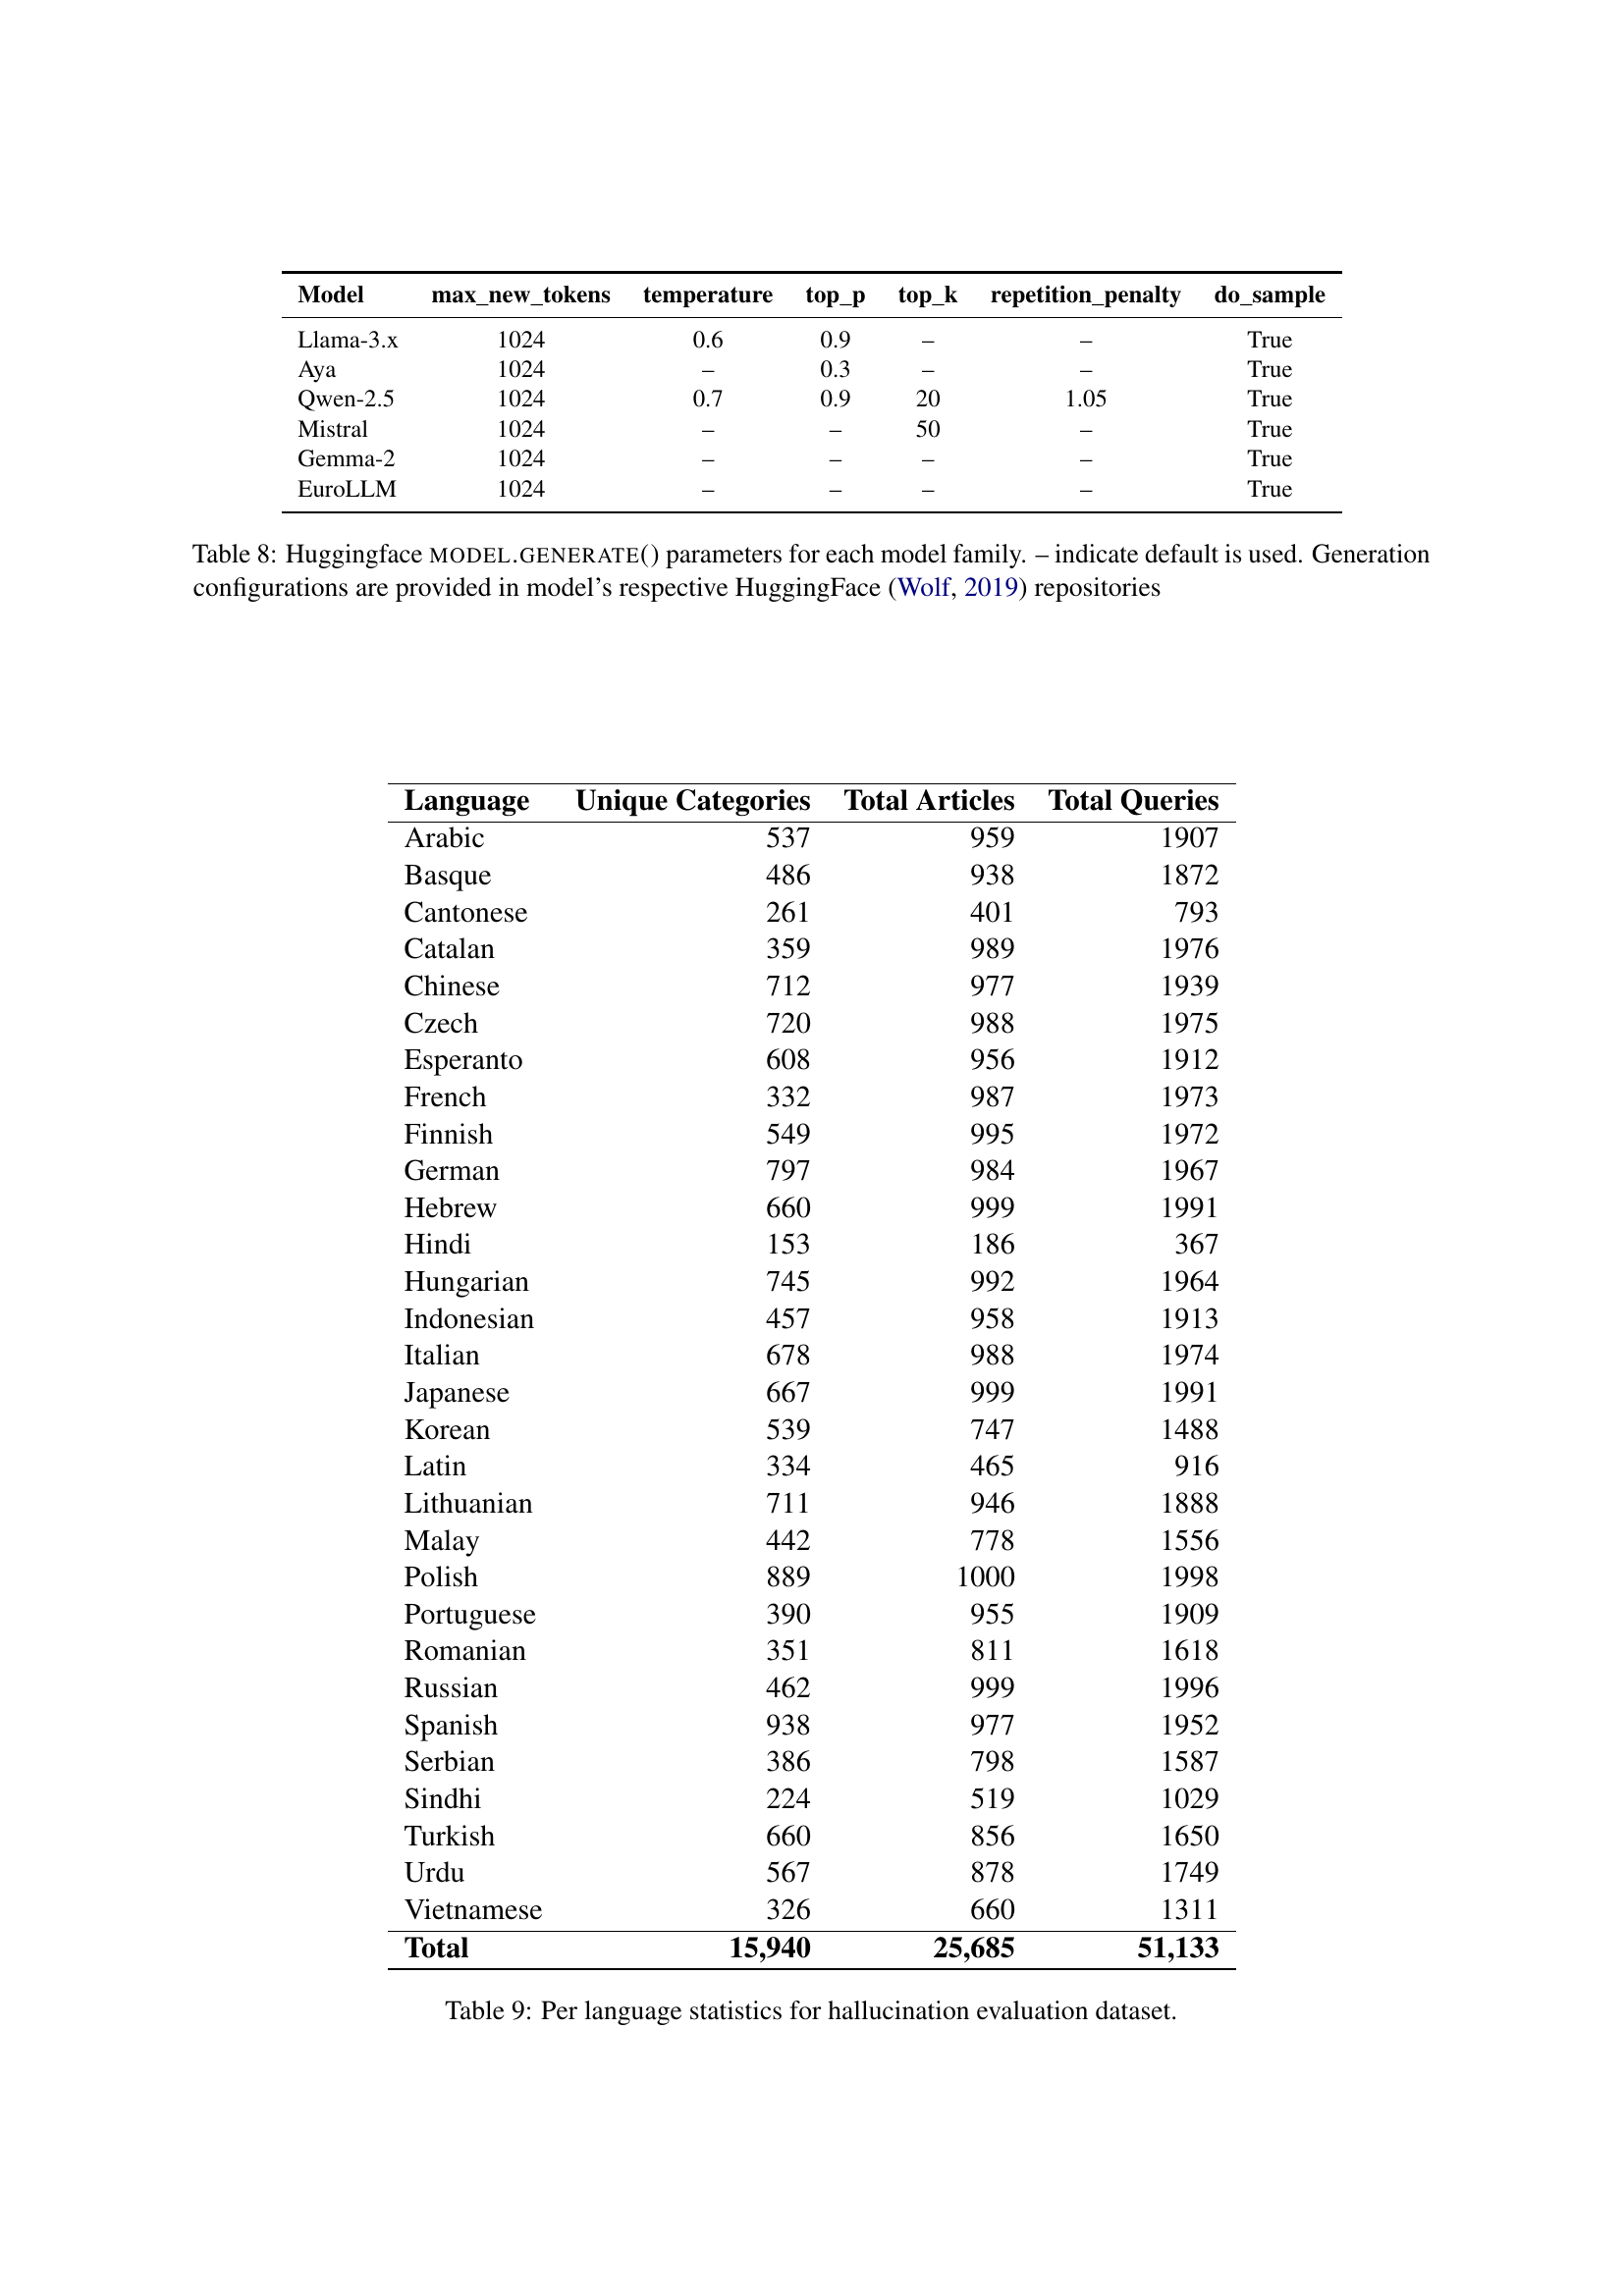 Model max_new_tokens temperature top_p top_k repetition_penalty do_sample
Llama-3.x 1024 0.6 0.9 – – True
Aya 1024 – 0.3 – – True
Qwen-2.5 1024 0.7 0.9 20 1.05 True
Mistral 1024 – – 50 – True
Gemma-2 1024 – – – – True
EuroLLM 1024 – – – – True
Table 8: Huggingface MODEL.GENERATE() parameters for each model family. – indicate default is used. Generation
configurations are provided in model's respective HuggingFace (Wolf, 2019) repositories
Language Unique Categories Total Articles Total Queries
Arabic 537 959 1907
Basque 486 938 1872
Cantonese 261 401 793
Catalan 359 989 1976
Chinese 712 977 1939
Czech 720 988 1975
Esperanto 608 956 1912
French 332 987 1973
Finnish 549 995 1972
German 797 984 1967
Hebrew 660 999 1991
Hindi 153 186 367
Hungarian 745 992 1964
Indonesian 457 958 1913
Italian 678 988 1974
Japanese 667 999 1991
Korean 539 747 1488
Latin 334 465 916
Lithuanian 711 946 1888
Malay 442 778 1556
Polish 889 1000 1998
Portuguese 390 955 1909
Romanian 351 811 1618
Russian 462 999 1996
Spanish 938 977 1952
Serbian 386 798 1587
Sindhi 224 519 1029
Turkish 660 856 1650
Urdu 567 878 1749
Vietnamese 326 660 1311
Total 15,940 25,685 51,133
Table 9: Per language statistics for hallucination evaluation dataset.